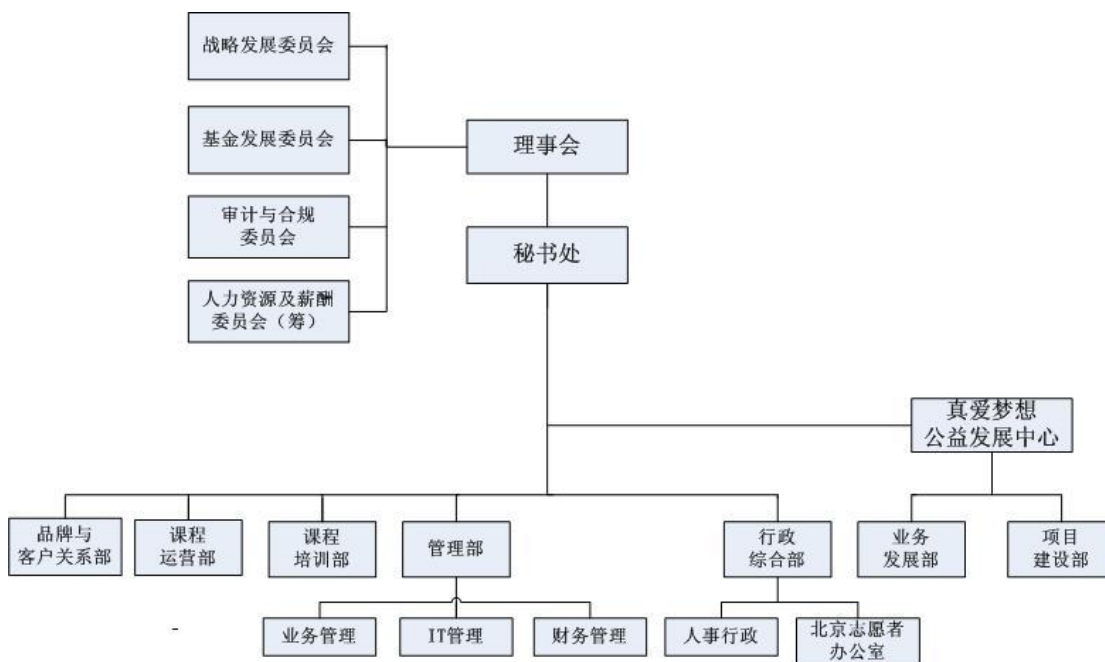 战略发展委员会
基金发展委员会
理事会
审计与合规
委员会
秘书处
人力资源及薪酬
委员会（筹）
真爱梦想
公益发展中心
品牌与
客户关系部
课程
运营部
课程
培训部
管理部
行政
综合部
业务
发展部
项目
建设部
-
业务管理
IT管理
财务管理
人事行政
北京志愿者
办公室